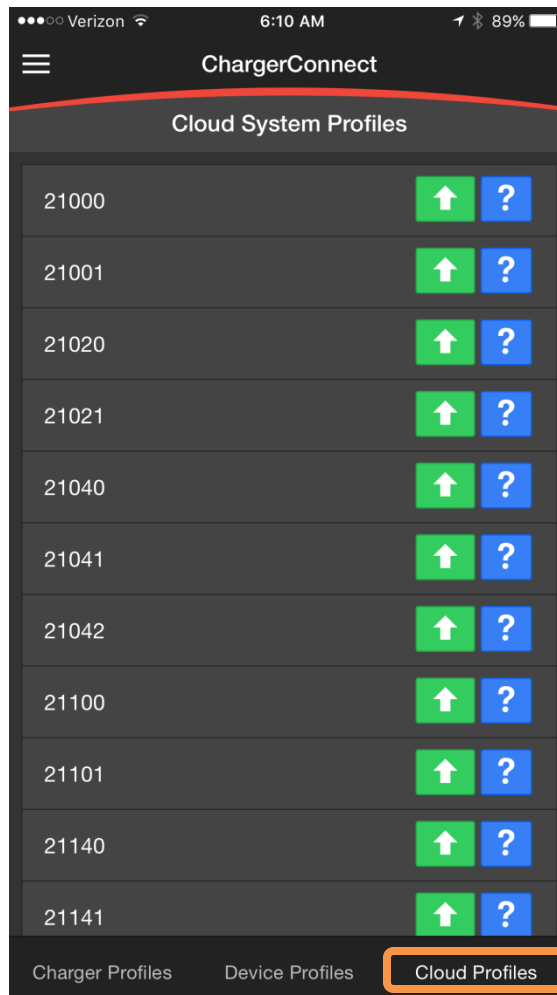 Verizon 6:10 AM 89%
ChargerConnect
Cloud System Profiles
21000 ?
21001 ?
21020 ?
21021 ?
21040 ?
21041 ?
21042 ?
21100 ?
21101 ?
21140 ?
21141 ?
Charger Profiles Device Profiles Cloud Profiles